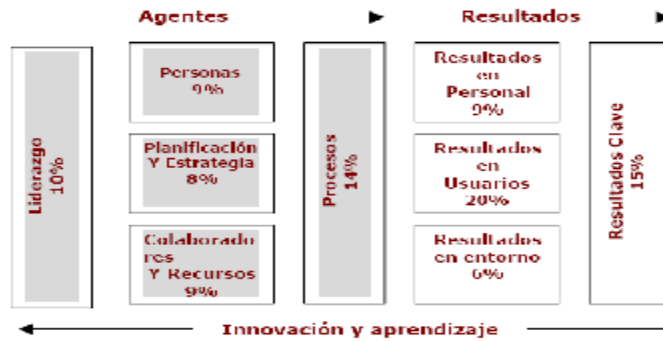 Agentes
Resultados
Liderazgo
10%
Personas
9%
Planificación
Y Estrategia
8%
Colaborado
res
Y Recursos
9%
Procesos
14%
Resultados
en
Personal
9%
Resultados
en
Usuarios
20%
Resultados
en entorno
6%
Resultados Clave
15%
Innovación y aprendizaje